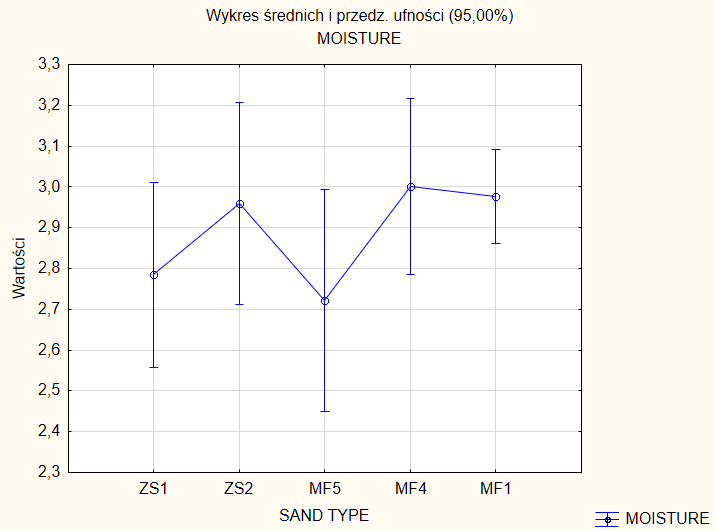 Wykres średnich i przedz. ufności (95,00%)
MOISTURE
3,3
3,2
3,1
3,0
2,9
2,8
2,7
2,6
2,5
2,4
2,3
Wartości
ZS1 ZS2 MF5 MF4 MF1
SAND TYPE
MOISTURE